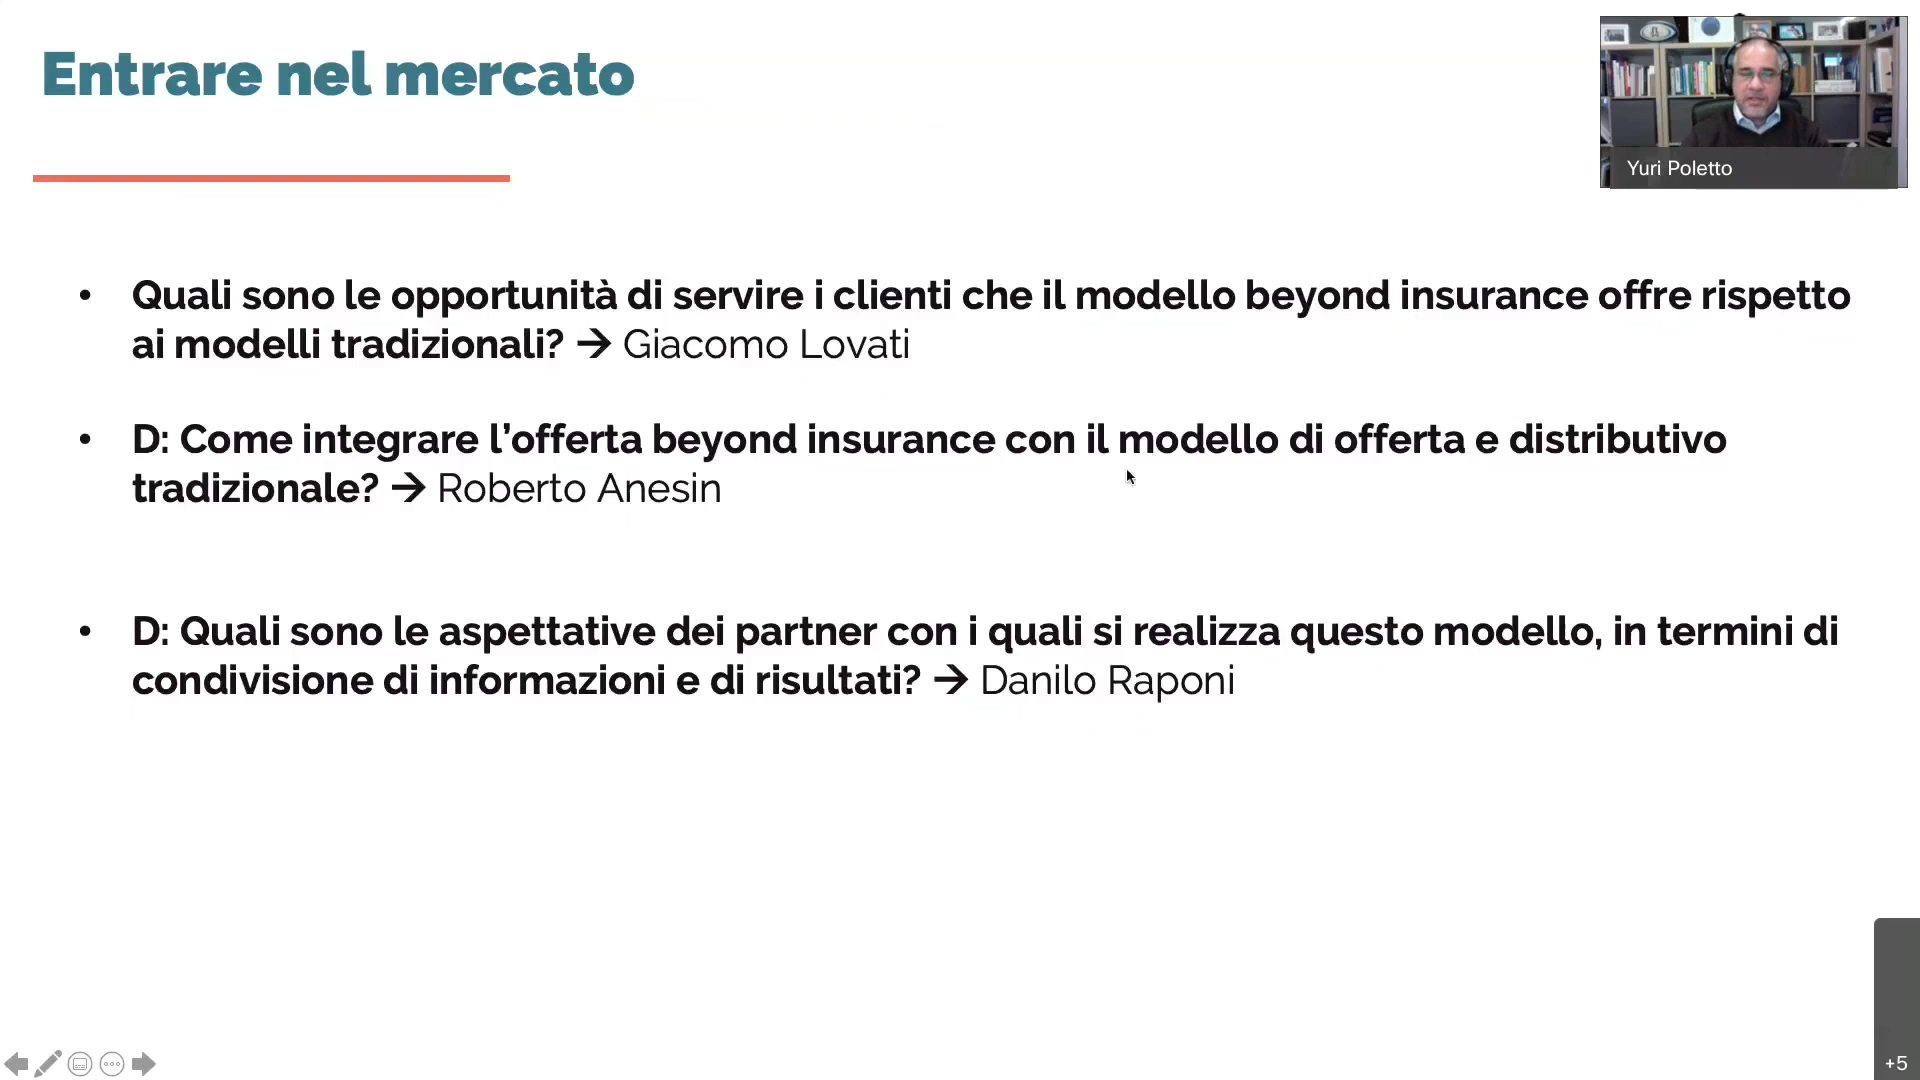 Entrare nel mercato
Yuri Poletto
• Quali sono le opportunità di servire i clienti che il modello beyond insurance offre rispetto
ai modelli tradizionali? → Giacomo Lovati
• D: Come integrare l’offerta beyond insurance con il modello di offerta e distributivo
tradizionale? → Roberto Anesin
• D: Quali sono le aspettative dei partner con i quali si realizza questo modello, in termini di
condivisione di informazioni e di risultati? → Danilo Raponi
+5